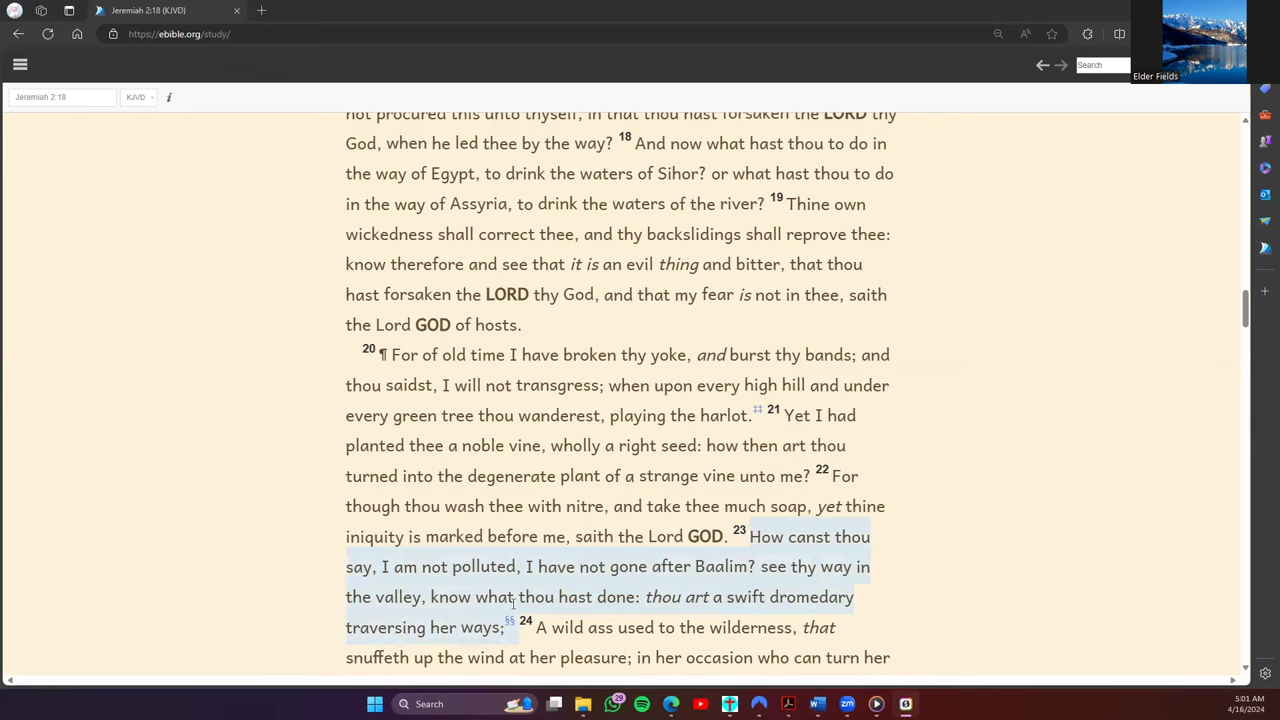 Jeremiah 2:18 (KJVD)
https://ebible.org/study/
Search
Elder Fields
Jeremiah 2:18 KJVD i
not procured this unto thyself, in that thou hast forsaken the LORD thy
God, when he led thee by the way? 18 And now what hast thou to do in
the way of Egypt, to drink the waters of Sihor? or what hast thou to do
in the way of Assyria, to drink the waters of the river? 19 Thine own
wickedness shall correct thee, and thy backslidings shall reprove thee:
know therefore and see that it is an evil thing and bitter, that thou
hast forsaken the LORD thy God, and that my fear is not in thee, saith
the Lord GOD of hosts.
20 ¶ For of old time I have broken thy yoke, and burst thy bands; and
thou saidst, I will not transgress; when upon every high hill and under
every green tree thou wanderest, playing the harlot.‡‡ 21 Yet I had
planted thee a noble vine, wholly a right seed: how then art thou
turned into the degenerate plant of a strange vine unto me? 22 For
though thou wash thee with nitre, and take thee much soap, yet thine
iniquity is marked before me, saith the Lord GOD. 23 How canst thou
say, I am not polluted, I have not gone after Baalim? see thy way in
the valley, know what thou hast done: thou art a swift dromedary
traversing her ways;§§ 24 A wild ass used to the wilderness, that
snuffeth up the wind at her pleasure; in her occasion who can turn her
Search
29
5:01 AM
4/16/2024